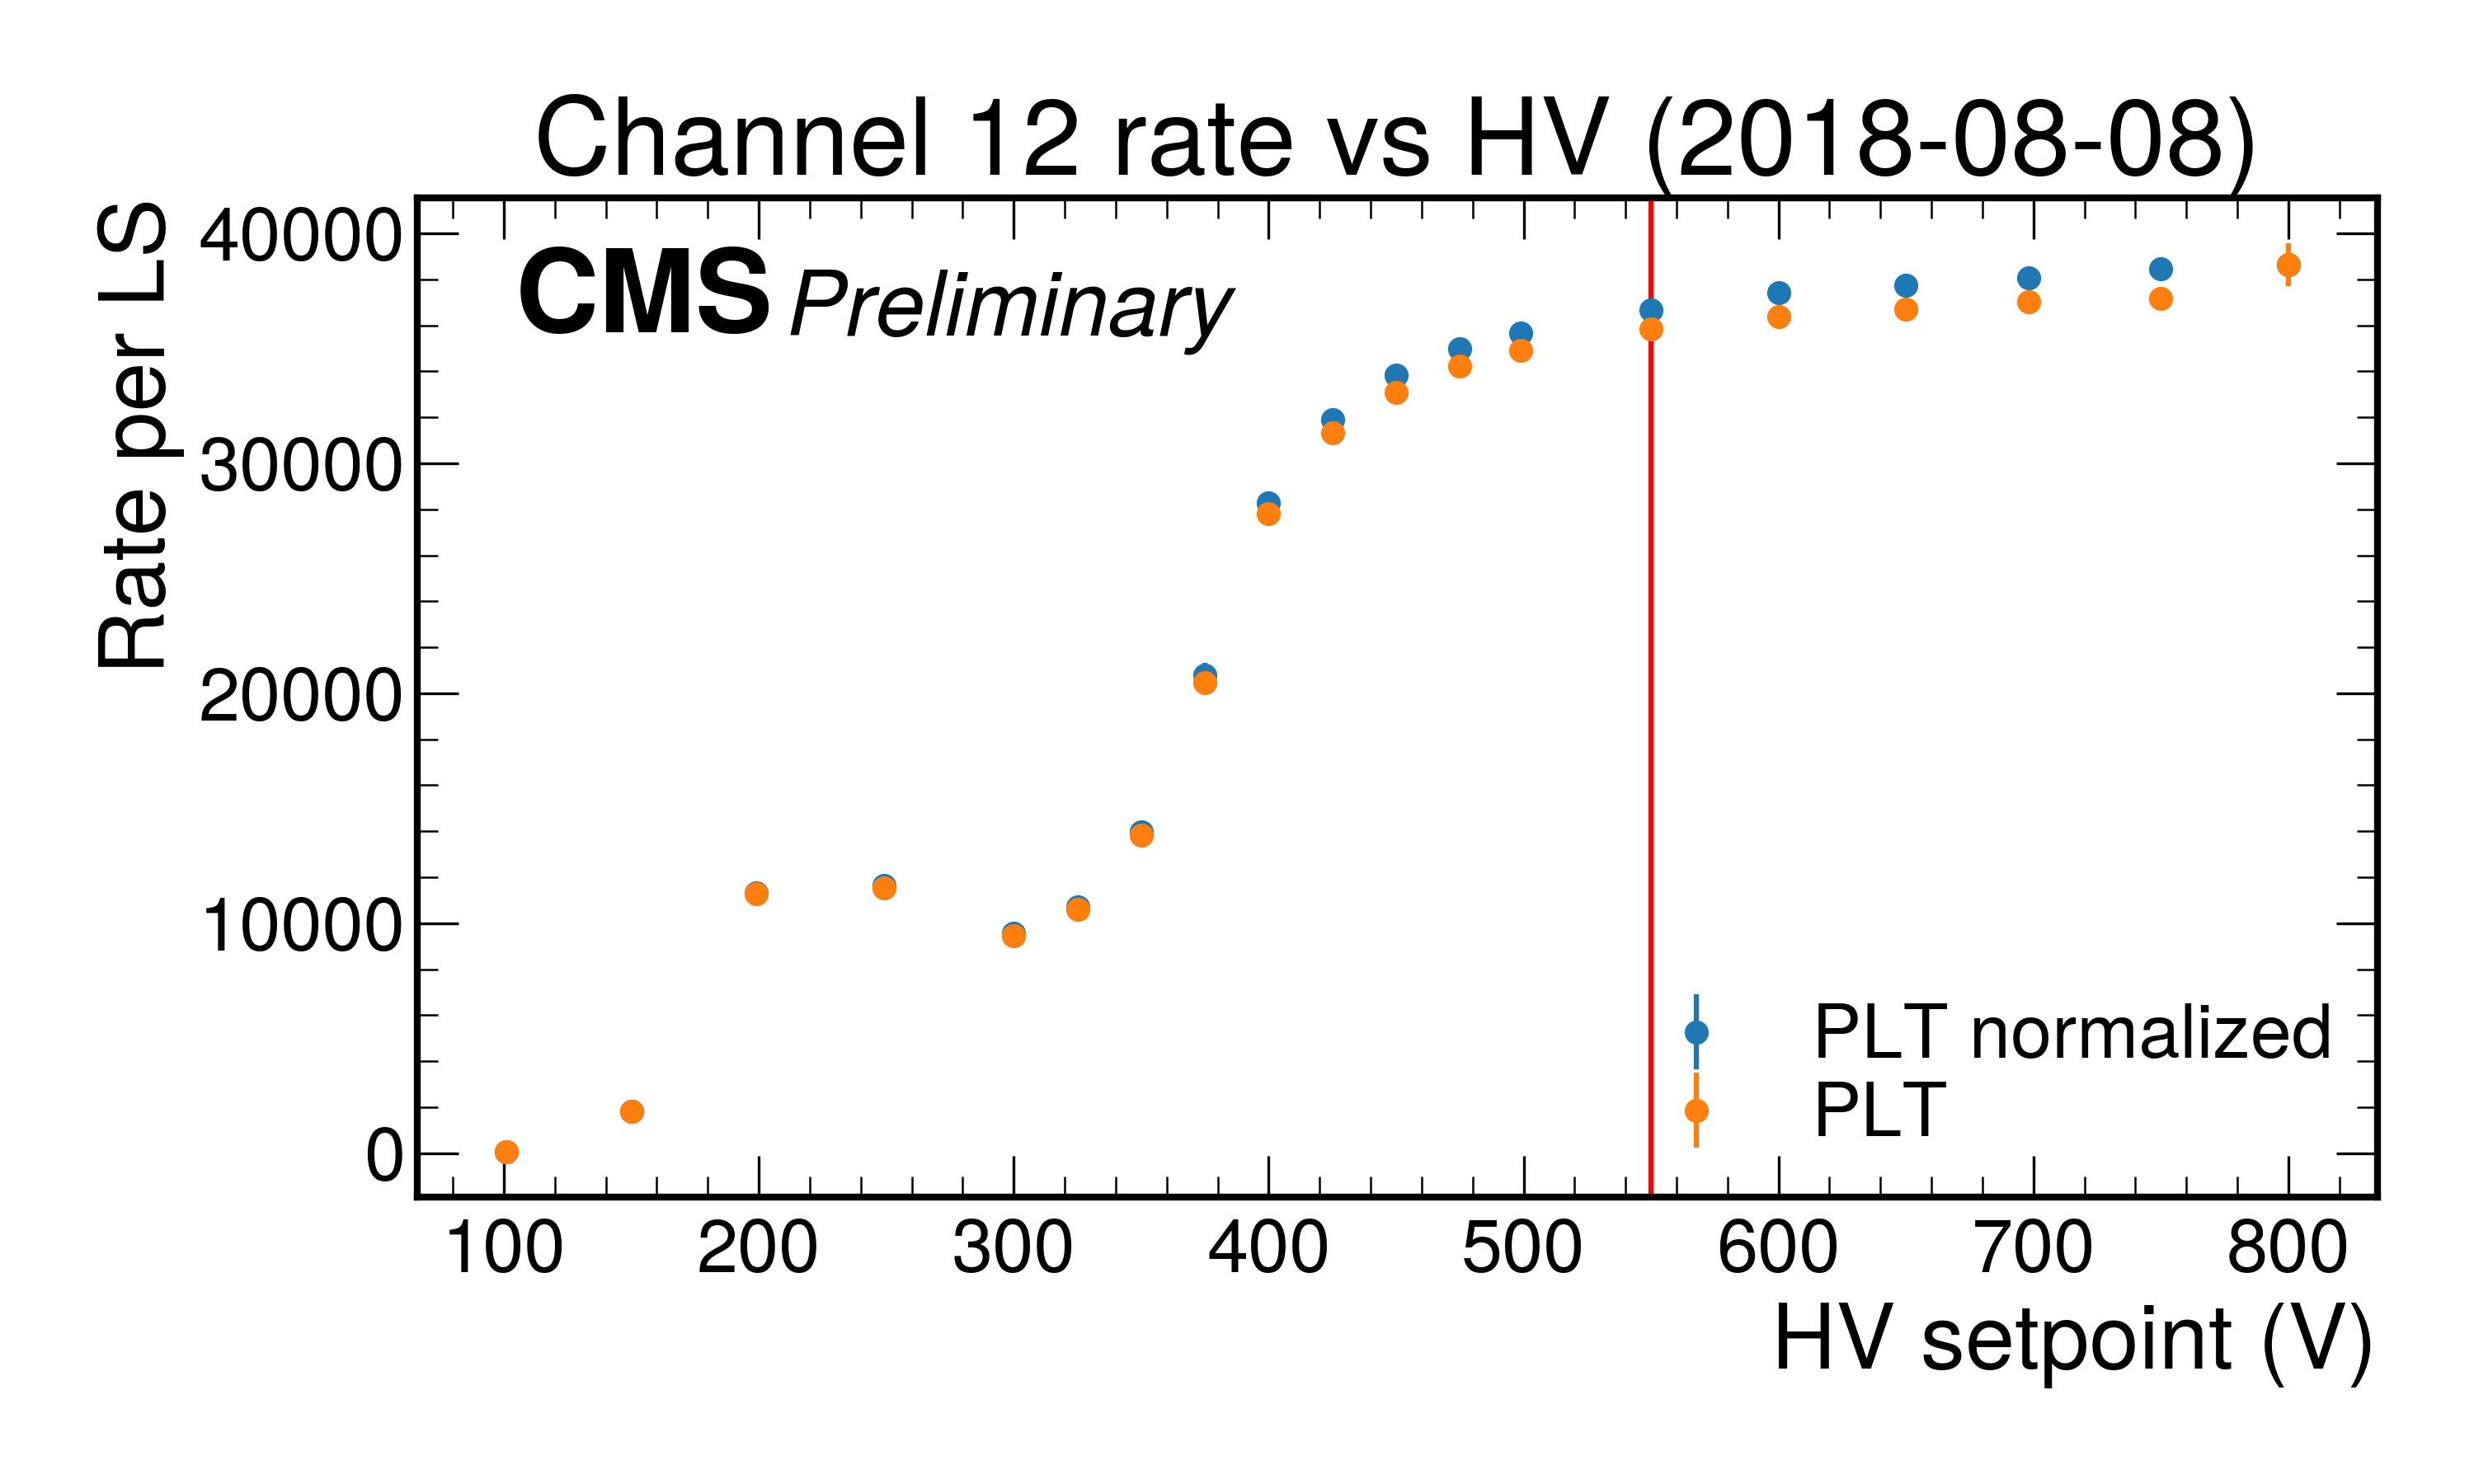 Channel 12 rate vs HV (2018-08-08)
CMS Preliminary
Rate per LS
40000
30000
20000
10000
0
PLT normalized
PLT
100 200 300 400 500 600 700 800
HV setpoint (V)